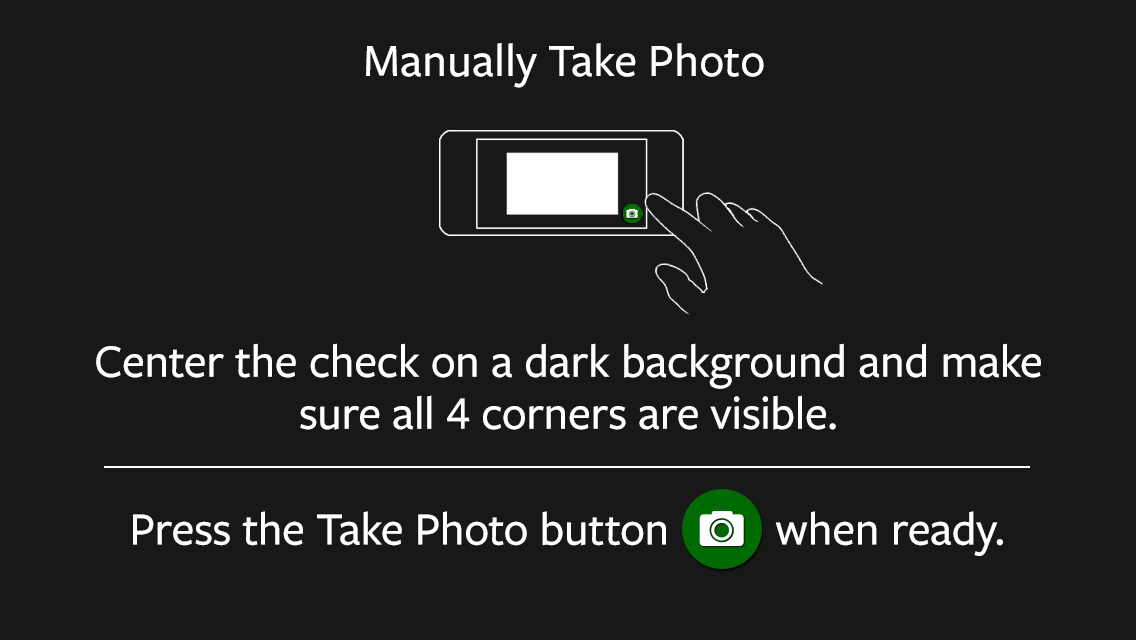 Manually Take Photo
Center the check on a dark background and make
sure all 4 corners are visible.
Press the Take Photo button when ready.